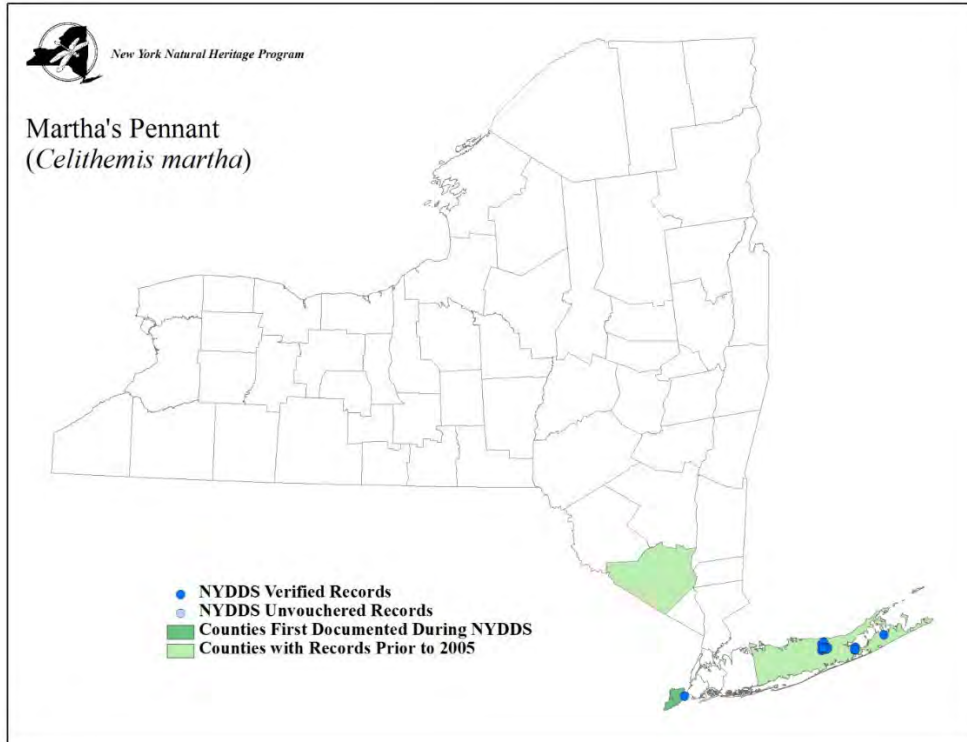 New York Natural Heritage Program
Martha's Pennant
(Celithemis martha)
NYDDS Verified Records
NYDDS Unvouchered Records
Counties First Documented During NYDDS
Counties with Records Prior to 2005